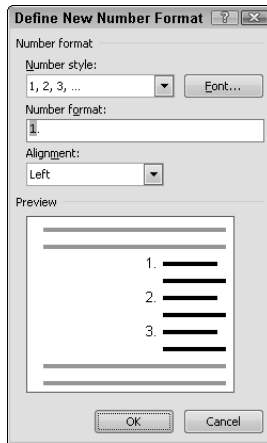 Define New Number Format
Number format
Number style:
1, 2, 3, ...
Font...
Number format:
1.
Alignment:
Left
Preview
1.
2.
3.
OK
Cancel